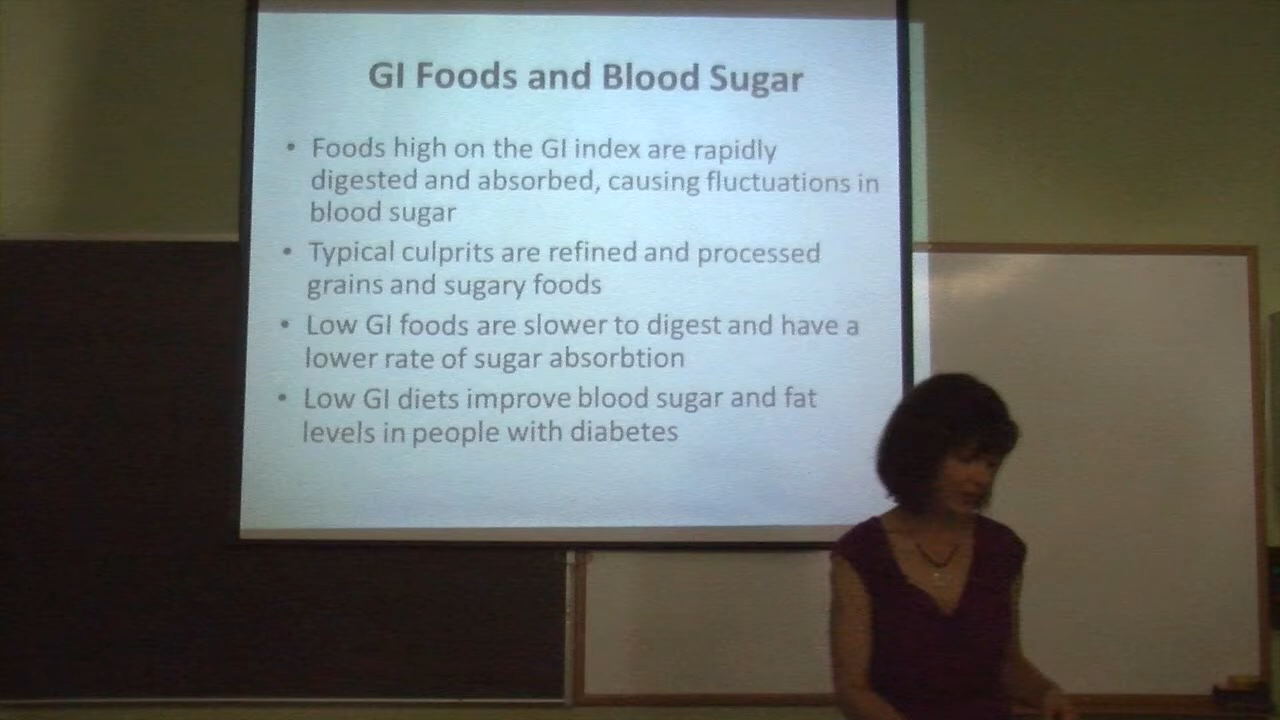 GI Foods and Blood Sugar
• Foods high on the GI index are rapidly
digested and absorbed, causing fluctuations in
blood sugar
• Typical culprits are refined and processed
grains and sugary foods
• Low GI foods are slower to digest and have a
lower rate of sugar absorbtion
• Low GI diets improve blood sugar and fat
levels in people with diabetes